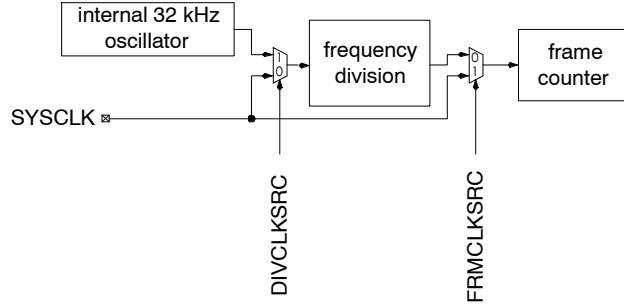 internal 32 kHz
oscillator
frequency
division
frame
counter
1
0
0
1
SYSCLK
DIVCLKSRC
FRMCLKSRC